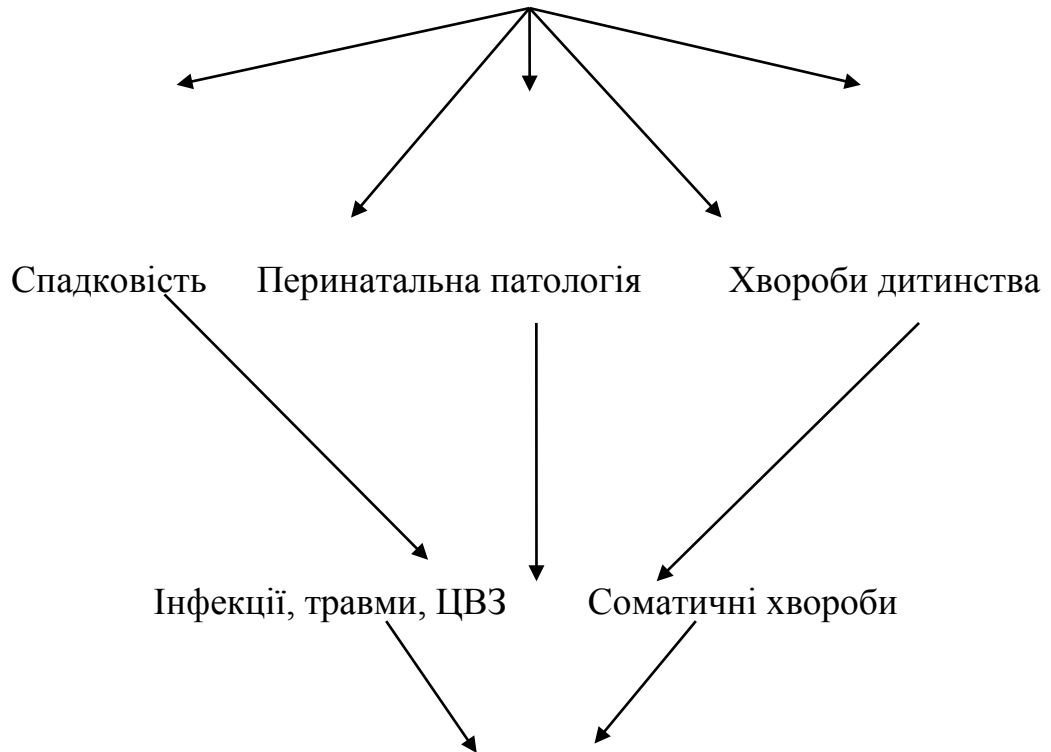 Спадковість Перинатальна патологія Хвороби дитинства
Інфекції, травми, ЦВЗ Соматичні хвороби